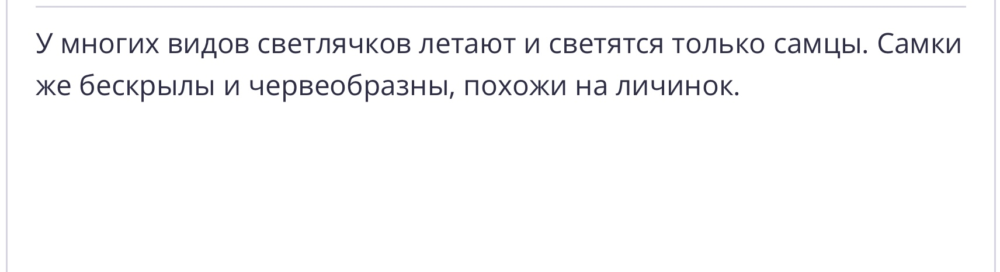 У многих видов светлячков летают и светятся только самцы. Самки
же бескрылы и червеобразны, похожи на личинок.